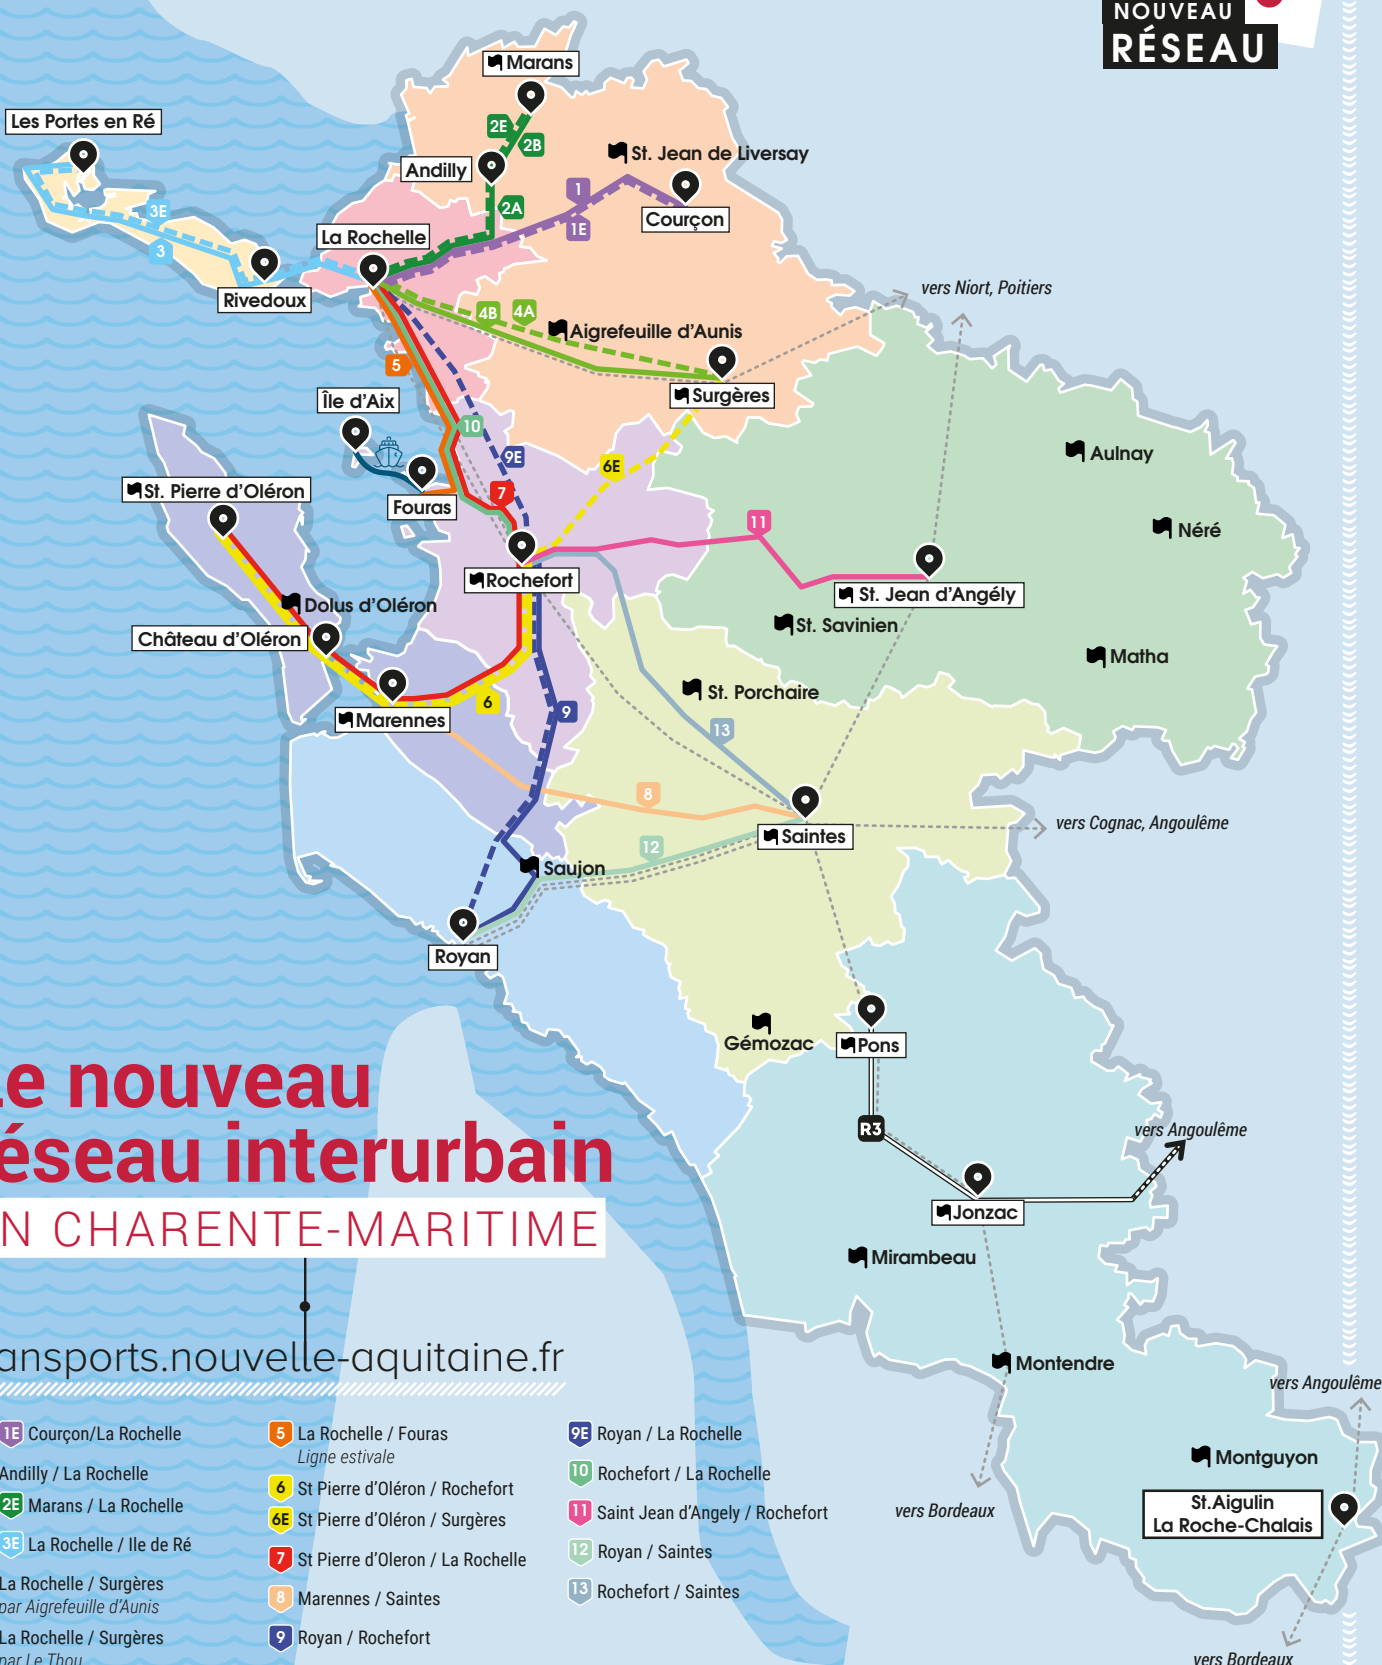 NOUVEAU
RÉSEAU
Marans
Les Portes en Ré
2E
2B
St. Jean de Liversay
Andilly
1
2A
3E
Courçon
1E
La Rochelle
3
Rivedoux
vers Niort, Poitiers
4B
4A
Aigrefeuille d'Aunis
5
Surgères
Île d'Aix
10
Aulnay
9E
6E
St. Pierre d'Oléron
7
Fouras
11
Néré
Rochefort
St. Jean d'Angély
Dolus d'Oléron
St. Savinien
Château d'Oléron
Matha
St. Porchaire
6
9
Marennes
13
8
vers Cognac, Angoulême
Saintes
12
Saujon
Royan
Gémozac
Pons
Le nouveau
réseau interurbain
EN CHARENTE-MARITIME
R3
vers Angoulême
Jonzac
Mirambeau
ansports.nouvelle-aquitaine.fr
Montendre
vers Angoulême
Montguyon
vers Bordeaux
St.Aigulin
La Roche-Chalais
vers Bordeaux
1E Courçon/La Rochelle
Andilly / La Rochelle
2E Marans / La Rochelle
3E La Rochelle / Ile de Ré
La Rochelle / Surgères
par Aigrefeuille d'Aunis
La Rochelle / Surgères
par Le Thou
5 La Rochelle / Fouras
Ligne estivale
6 St Pierre d'Oléron / Rochefort
6E St Pierre d'Oléron / Surgères
7 St Pierre d'Oleron / La Rochelle
8 Marennes / Saintes
9 Royan / Rochefort
9E Royan / La Rochelle
10 Rochefort / La Rochelle
11 Saint Jean d'Angely / Rochefort
12 Royan / Saintes
13 Rochefort / Saintes